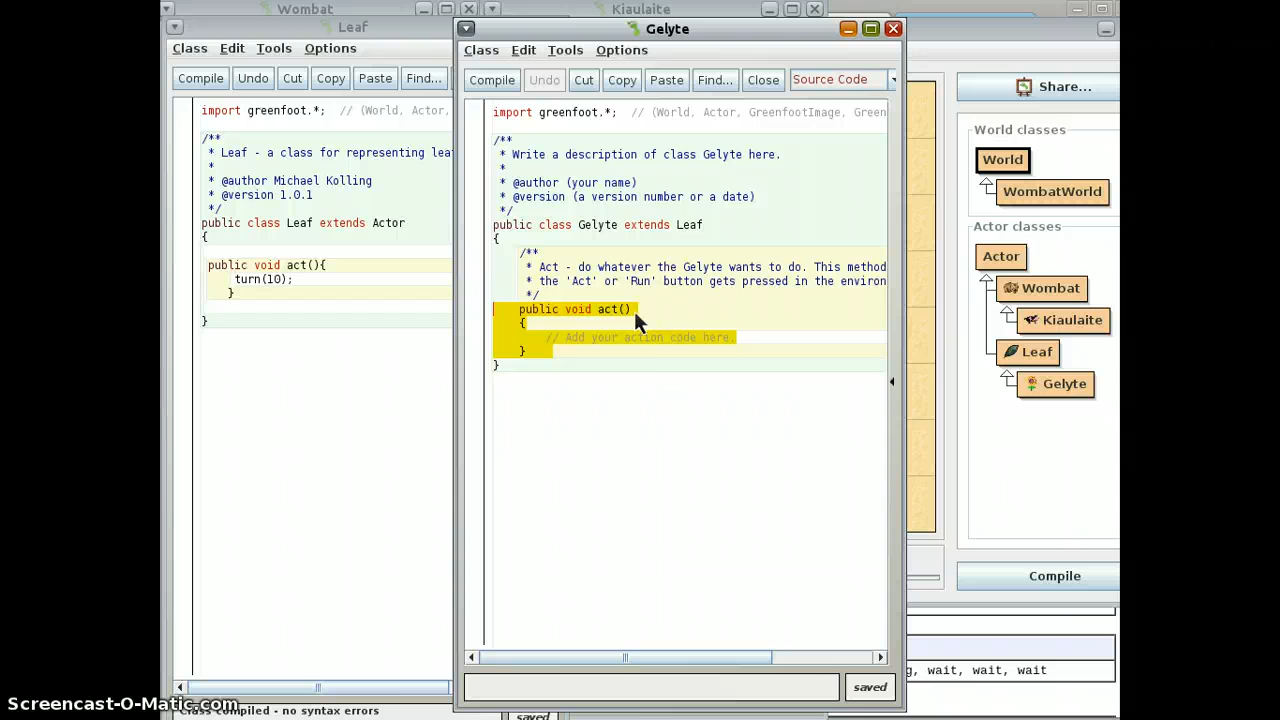 Wombat
Kiaulaite
Leaf
Class Edit Tools Options
Compile Undo Cut Copy Paste Find...
import greenfoot.*; // (World, Actor,
/**
* Leaf - a class for representing lea
*
* @author Michael Kolling
* @version 1.0.1
*/
public class Leaf extends Actor
{
public void act(){
turn(10);
}
}
Class compiled - no syntax errors
Gelyte
Class Edit Tools Options
Compile Undo Cut Copy Paste Find... Close Source Code
import greenfoot.*; // (World, Actor, GreenfootImage, Green
/**
* Write a description of class Gelyte here.
*
* @author (your name)
* @version (a version number or a date)
*/
public class Gelyte extends Leaf
{
/**
* Act - do whatever the Gelyte wants to do. This method
* the 'Act' or 'Run' button gets pressed in the environ
*/
public void act()
{
// Add your action code here.
}
}
saved
saved
Share...
World classes
World
WombatWorld
Actor classes
Actor
Wombat
Kiaulaite
Leaf
Gelyte
Compile
g, wait, wait, wait
Screencast-O-Matic.com